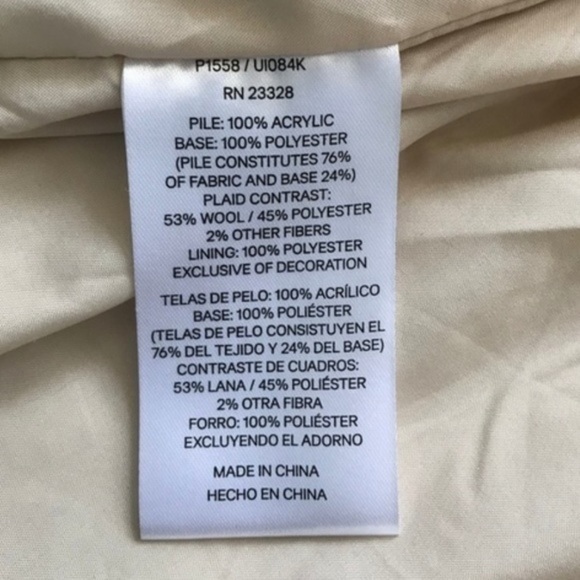 P1558 / UI084K
RN 23328
PILE: 100% ACRYLIC
BASE: 100% POLYESTER
(PILE CONSTITUTES 76%
OF FABRIC AND BASE 24%)
PLAID CONTRAST:
53% WOOL / 45% POLYESTER
2% OTHER FIBERS
LINING: 100% POLYESTER
EXCLUSIVE OF DECORATION
TELAS DE PELO: 100% ACRÍLICO
BASE: 100% POLIÉSTER
(TELAS DE PELO CONSISTUYEN EL
76% DEL TEJIDO Y 24% DEL BASE)
CONTRASTE DE CUADROS:
53% LANA / 45% POLIÉSTER
2% OTRA FIBRA
FORRO: 100% POLIÉSTER
EXCLUYENDO EL ADORNO
MADE IN CHINA
HECHO EN CHINA